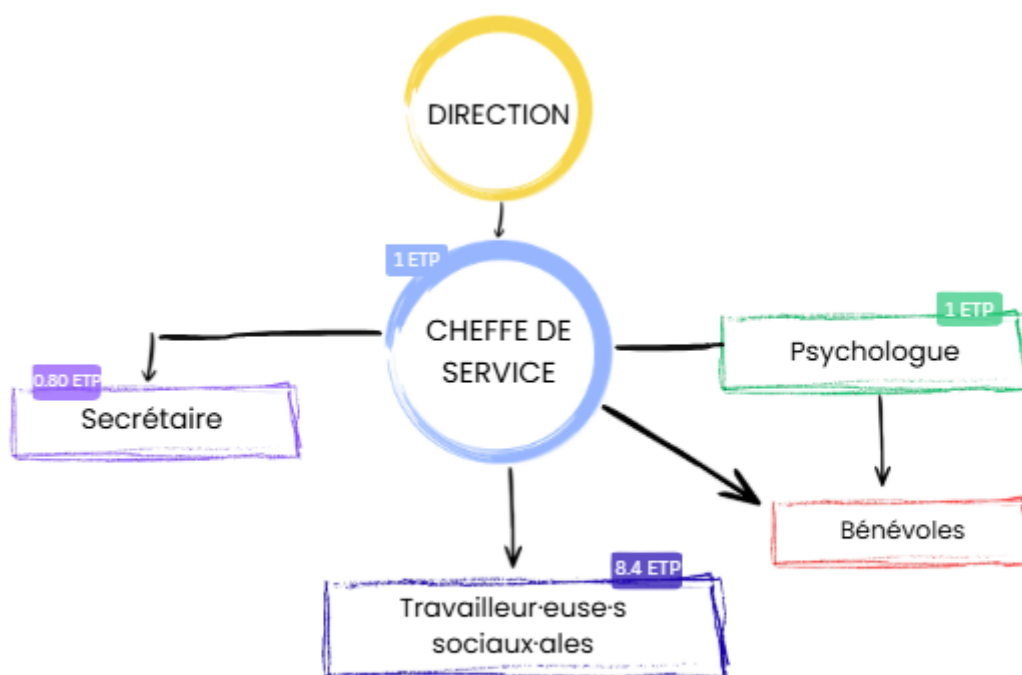 DIRECTION
1 ETP
CHEFFE DE
SERVICE
1 ETP
Psychologue
0.80 ETP
Secrétaire
Bénévoles
8.4 ETP
Travailleur·euse·s
sociaux·ales